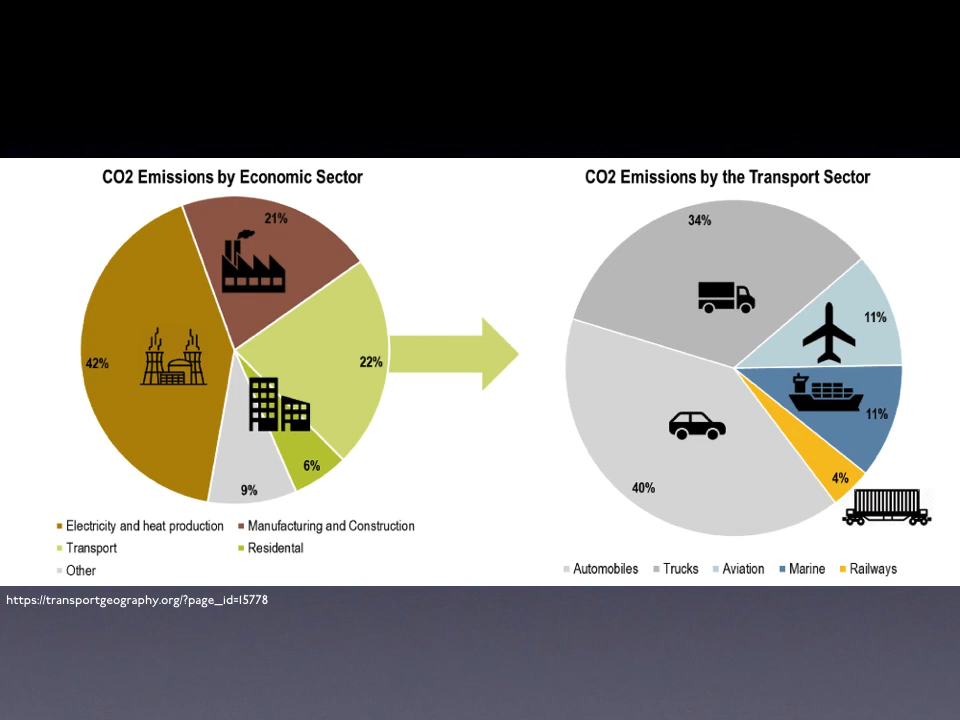 CO2 Emissions by Economic Sector
21%
42%
22%
6%
9%
Electricity and heat production
Manufacturing and Construction
Transport
Residental
Other
CO2 Emissions by the Transport Sector
34%
11%
11%
4%
40%
Automobiles Trucks Aviation Marine Railways
https://transportgeography.org/?page_id=15778